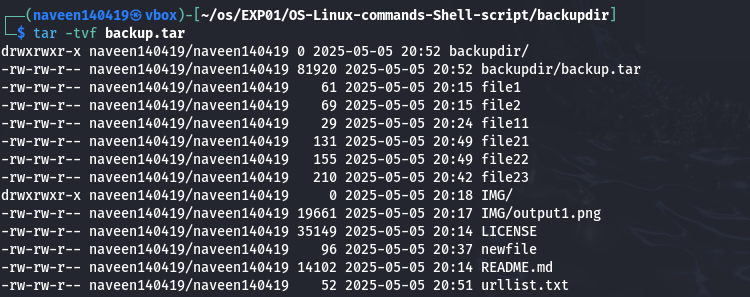 ┌──(naveen140419㉿vbox)-[~/os/EXP01/OS-Linux-commands-Shell-script/backupdir]
└─$ tar -tvf backup.tar
drwxrwxr-x naveen140419/naveen140419 0 2025-05-05 20:52 backupdir/
-rw-rw-r-- naveen140419/naveen140419 81920 2025-05-05 20:52 backupdir/backup.tar
-rw-rw-r-- naveen140419/naveen140419    61 2025-05-05 20:15 file1
-rw-rw-r-- naveen140419/naveen140419    69 2025-05-05 20:15 file2
-rw-rw-r-- naveen140419/naveen140419    29 2025-05-05 20:24 file11
-rw-rw-r-- naveen140419/naveen140419   131 2025-05-05 20:49 file21
-rw-rw-r-- naveen140419/naveen140419   155 2025-05-05 20:49 file22
-rw-rw-r-- naveen140419/naveen140419   210 2025-05-05 20:42 file23
drwxrwxr-x naveen140419/naveen140419     0 2025-05-05 20:18 IMG/
-rw-rw-r-- naveen140419/naveen140419 19661 2025-05-05 20:17 IMG/output1.png
-rw-rw-r-- naveen140419/naveen140419 35149 2025-05-05 20:14 LICENSE
-rw-rw-r-- naveen140419/naveen140419    96 2025-05-05 20:37 newfile
-rw-rw-r-- naveen140419/naveen140419 14102 2025-05-05 20:14 README.md
-rw-rw-r-- naveen140419/naveen140419    52 2025-05-05 20:51 urllist.txt